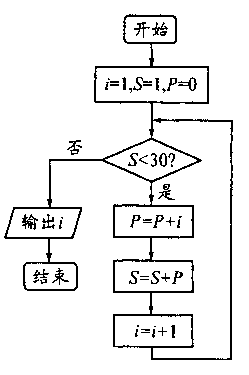 开始
i=1,S=1,P=0
S<30?
否
是
输出i
P=P+i
结束
S=S+P
i=i+1